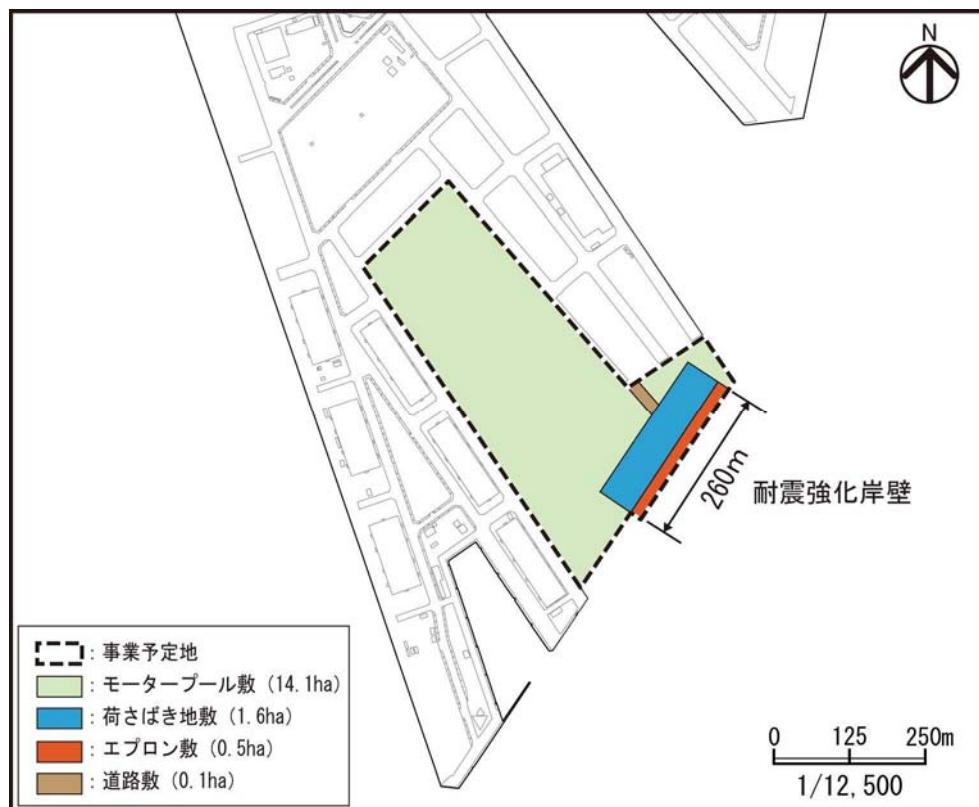 N
260m
耐震強化岸壁
：事業予定地
：モータープール敷 (14.1ha)
：荷さばき地敷 (1.6ha)
：エプロン敷 (0.5ha)
：道路敷 (0.1ha)
0 125 250m
1/12,500